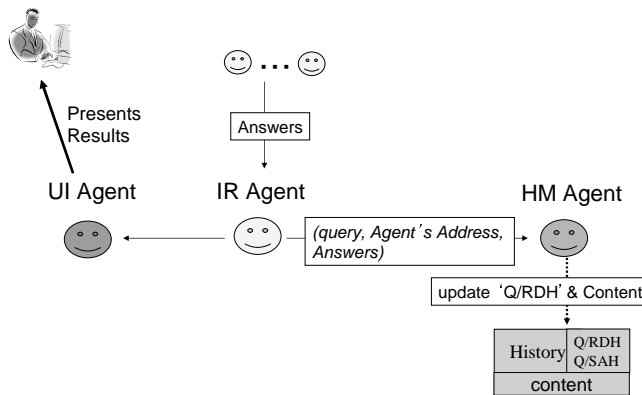 Presents
Results
Answers
UI Agent
IR Agent
HM Agent
(query, Agent´s Address,
Answers)
update ‘Q/RDH’ & Content
History
Q/RDH
Q/SAH
content